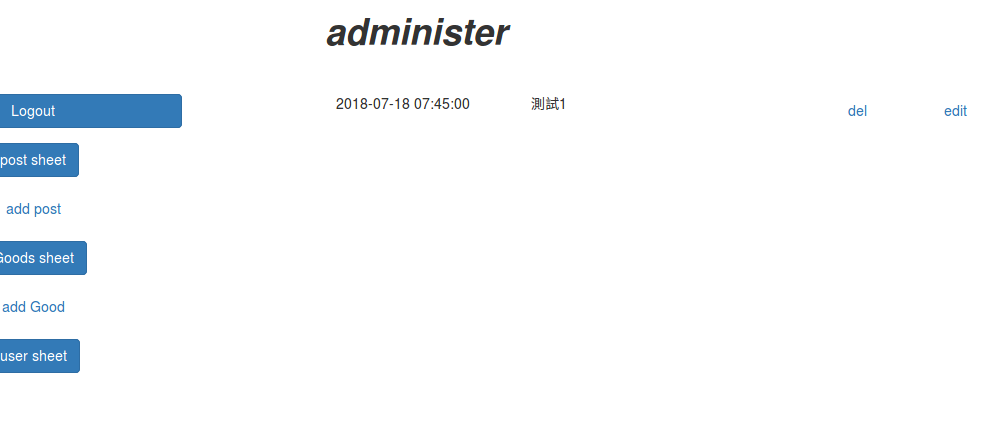 administer
Logout
2018-07-18 07:45:00 測試1 del edit
post sheet
add post
Goods sheet
add Good
user sheet